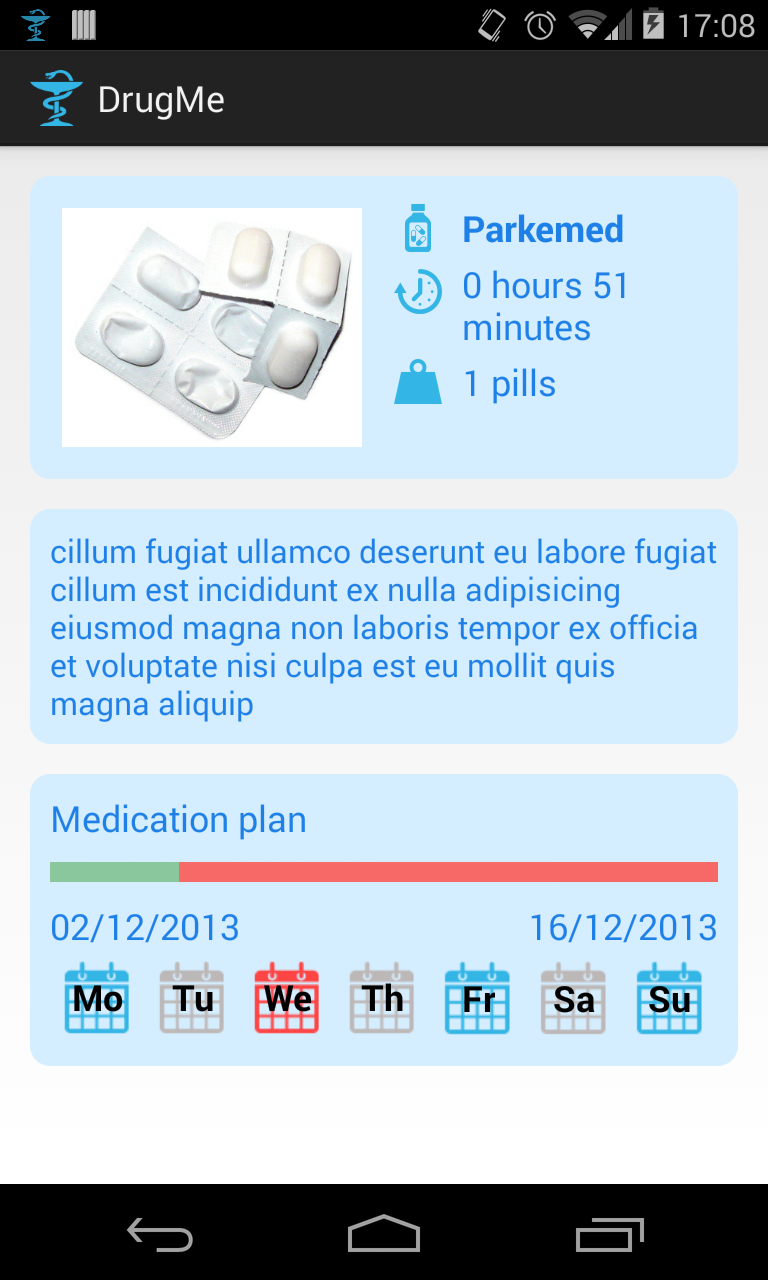 17:08
DrugMe
Parkemed
0 hours 51
minutes
1 pills
cillum fugiat ullamco deserunt eu labore fugiat
cillum est incididunt ex nulla adipisicing
eiusmod magna non laboris tempor ex officia
et voluptate nisi culpa est eu mollit quis
magna aliquip
Medication plan
02/12/2013 16/12/2013
Mo Tu We Th Fr Sa Su